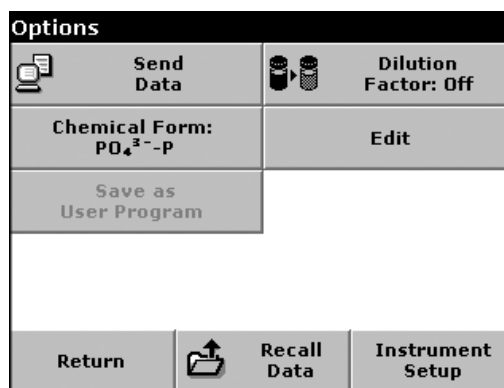 Options
Send
Data
Dilution
Factor: Off
Chemical Form:
PO₄³⁻-P
Edit
Save as
User Program
Return
Recall
Data
Instrument
Setup